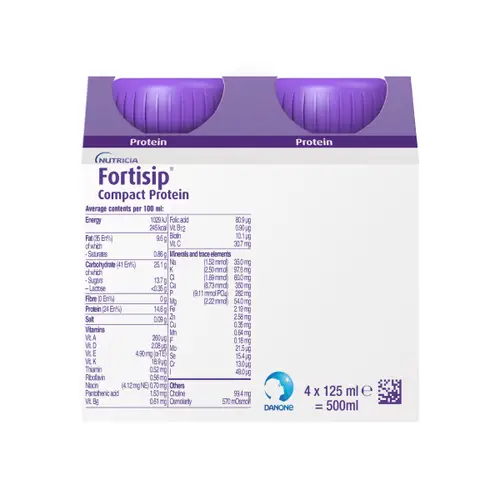 Protein
Protein
NUTRICIA
Fortisip®
Compact Protein
Average contents per 100 ml:
Energy 1029 kJ
245 kcal
Fat (35 En%) 9.6 g
of which
- Saturates 0.86 g
Carbohydrate (41 En%) 25.1 g
of which
- Sugars 13.7 g
- Lactose <0.35 g
Fibre (0 En%) 0 g
Protein (24 En%) 14.6 g
Salt 0.09 g
Vitamins
Vit. A 260 µg
Vit. D 2.08 µg
Vit. E 4.90 mg (α-TE)
Vit. K 18.9 µg
Thiamin 0.52 mg
Riboflavin 0.56 mg
Niacin (4.12 mg NE) 0.70 mg
Pantothenic acid 1.53 mg
Vit. B6 0.61 mg
Folic acid 80.9 µg
Vit. B12 0.90 µg
Biotin 10.1 µg
Vit. C 30.7 mg
Minerals and trace elements
Na (1.52 mmol) 35.0 mg
K (2.50 mmol) 97.6 mg
Cl (1.69 mmol) 60.0 mg
Ca (8.73 mmol) 350 mg
P (9.11 mmol PO4) 282 mg
Mg (2.22 mmol) 54.0 mg
Fe 2.19 mg
Zn 2.56 mg
Cu 0.35 mg
Mn 0.64 mg
F 0.18 mg
Mo 21.5 µg
Se 15.4 µg
Cr 13.0 µg
I 49.0 µg
Others
Choline 99.4 mg
Osmolarity 570 mOsmol/l
DANONE
4 x 125 ml ℮
= 500ml